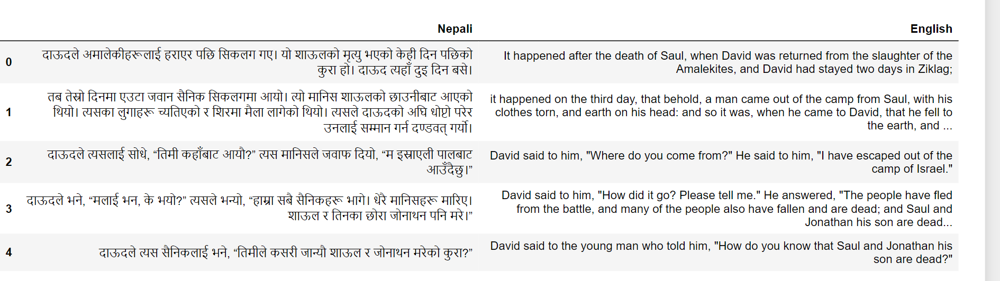 Nepali English
0 दाऊदले अमालेकीहरूलाई हराएर पछि सिकलग गए। यो शाऊलको मृत्यु भएको केही दिन पछिको
कुरा हो। दाऊद त्यहाँ दुइ दिन बसे।
It happened after the death of Saul, when David was returned from the slaughter of the
Amalekites, and David had stayed two days in Ziklag;
1 तब तेस्रो दिनमा एउटा जवान सैनिक सिकलगमा आयो। त्यो मानिस शाऊलको छाउनीबाट आएको
थियो। त्यसका लुगाहरू च्यतिएको र शिरमा मैला लागेको थियो। त्यसले दाऊदको अघि धोप्टो परेर
उनलाई सम्मान गर्न दण्डवत् गर्यो।
it happened on the third day, that behold, a man came out of the camp from Saul, with his
clothes torn, and earth on his head: and so it was, when he came to David, that he fell to
the earth, and ...
2 दाऊदले त्यसलाई सोधे, “तिमी कहाँबाट आयौ?” त्यस मानिसले जवाफ दियो, “म इस्राएली पालबाट
आउँदैछु।”
David said to him, "Where do you come from?" He said to him, "I have escaped out of the
camp of Israel."
3 दाऊदले भने, “मलाई भन, के भयो?” त्यसले भन्यो, “हाम्रा सबै सैनिकहरू भागे। धेरै मानिसहरू मारिए।
शाऊल र तिनका छोरा जोनाथन पनि मरे।”
David said to him, "How did it go? Please tell me." He answered, "The people have fled
from the battle, and many of the people also have fallen and are dead; and Saul and
Jonathan his son are dead...
4 दाऊदले त्यस सैनिकलाई भने, “तिमीले कसरी जान्यौ शाऊल र जोनाथन मरेको कुरा?”
David said to the young man who told him, "How do you know that Saul and Jonathan his
son are dead?"